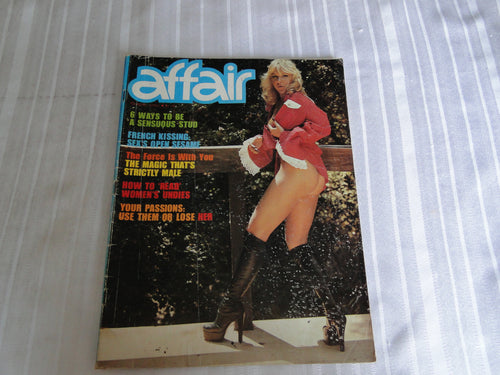 affair
6 WAYS TO BE
A SENSUOUS STUD
FRENCH KISSING:
SEX'S OPEN SESAME
The Force Is With You
THE MAGIC THAT'S
STRICTLY MALE
HOW TO 'READ'
WOMEN'S UNDIES
YOUR PASSIONS:
USE THEM OR LOSE HER